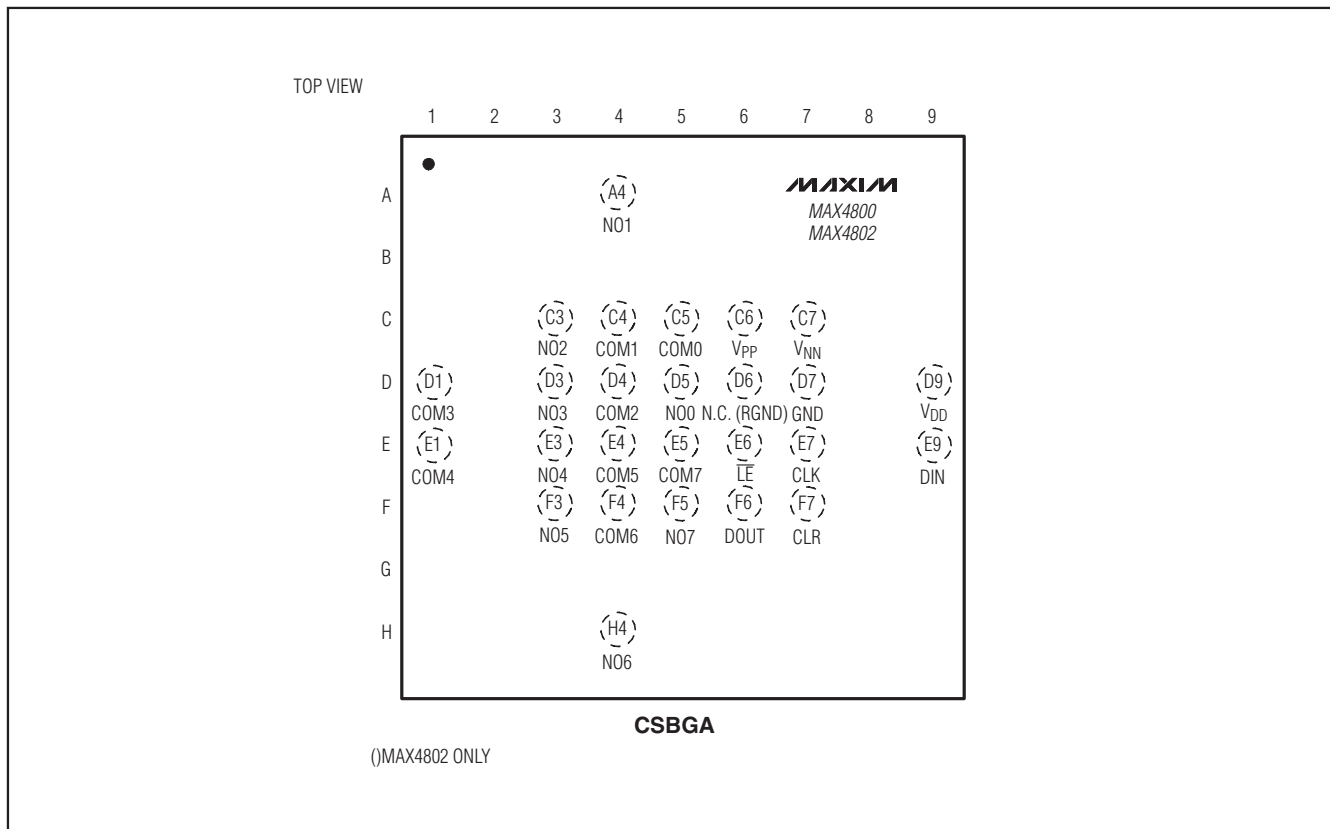 TOP VIEW
1 2 3 4 5 6 7 8 9
A A4 MAXIM
NO1 MAX4800
MAX4802
B
C C3 C4 C5 C6 C7
NO2 COM1 COM0 VPP VNN
D D1 D3 D4 D5 D6 D7 D9
COM3 NO3 COM2 NO0 N.C. (RGND) GND VDD
E E1 E3 E4 E5 E6 E7 E9
COM4 NO4 COM5 COM7 L̅E̅ CLK DIN
F F3 F4 F5 F6 F7
NO5 COM6 NO7 DOUT CLR
G
H H4
NO6
CSBGA
()MAX4802 ONLY